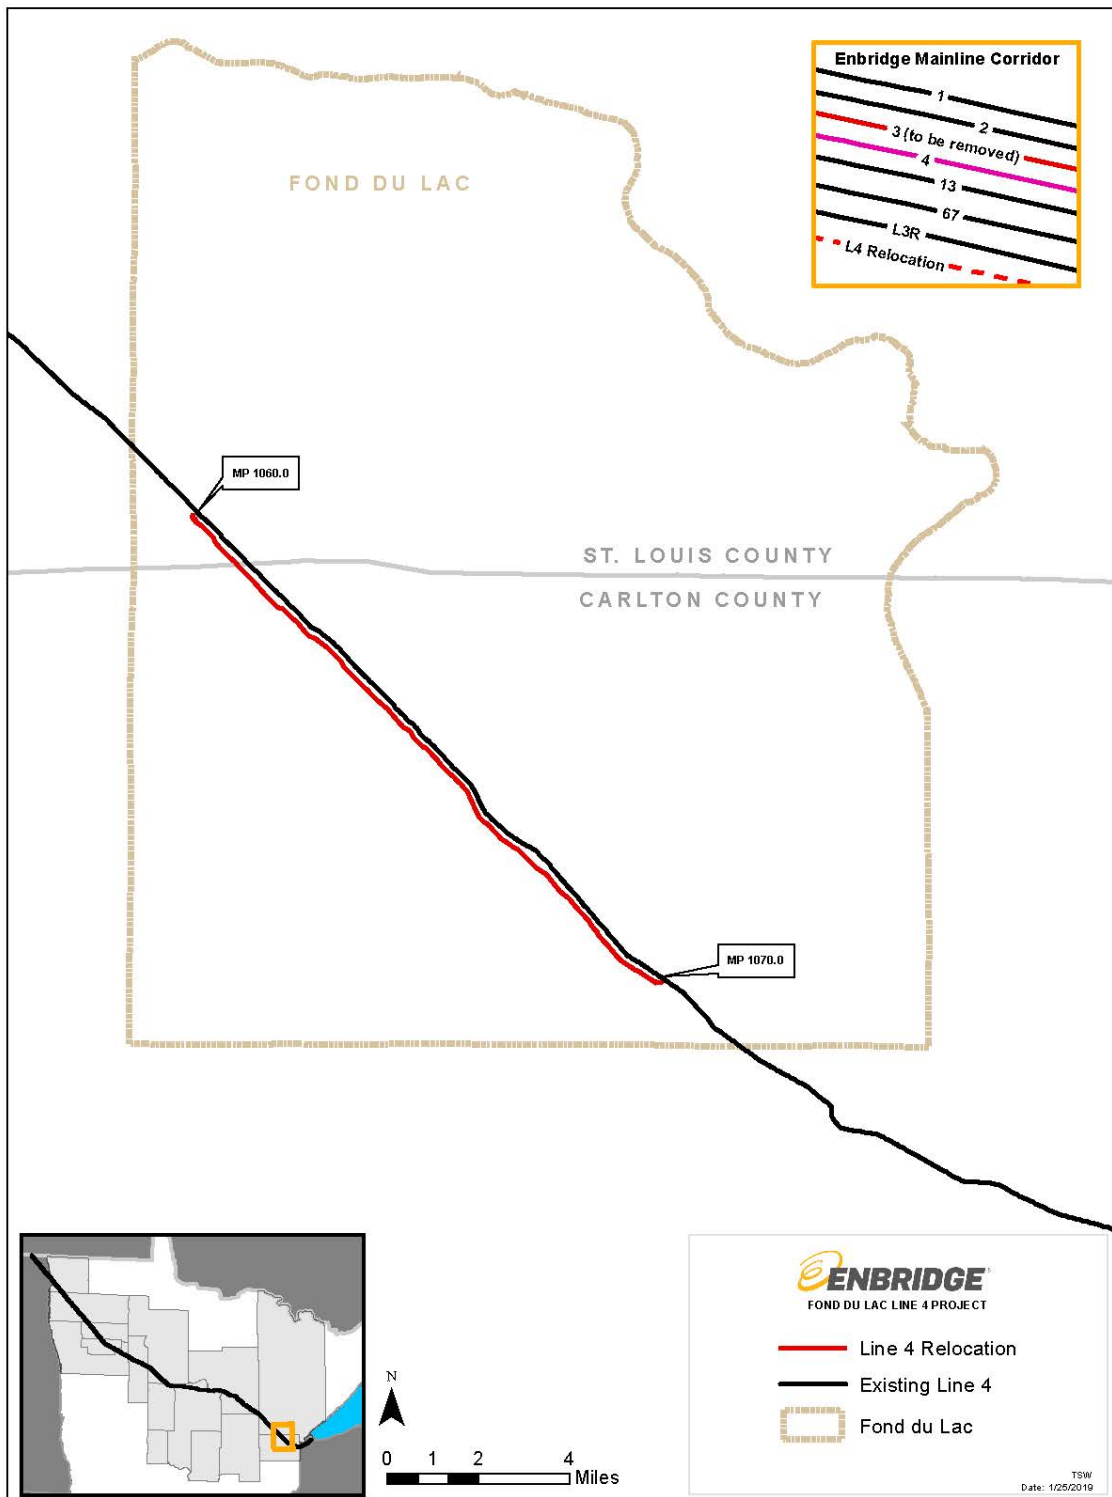 Enbridge Mainline Corridor
1
2
3 (to be removed)
4
13
67
L3R
L4 Relocation
FOND DU LAC
MP 1060.0
ST. LOUIS COUNTY
CARLTON COUNTY
MP 1070.0
N
0 1 2 4
Miles
ENBRIDGE
FOND DU LAC LINE 4 PROJECT
Line 4 Relocation
Existing Line 4
Fond du Lac
TSW
Date: 1/25/2019